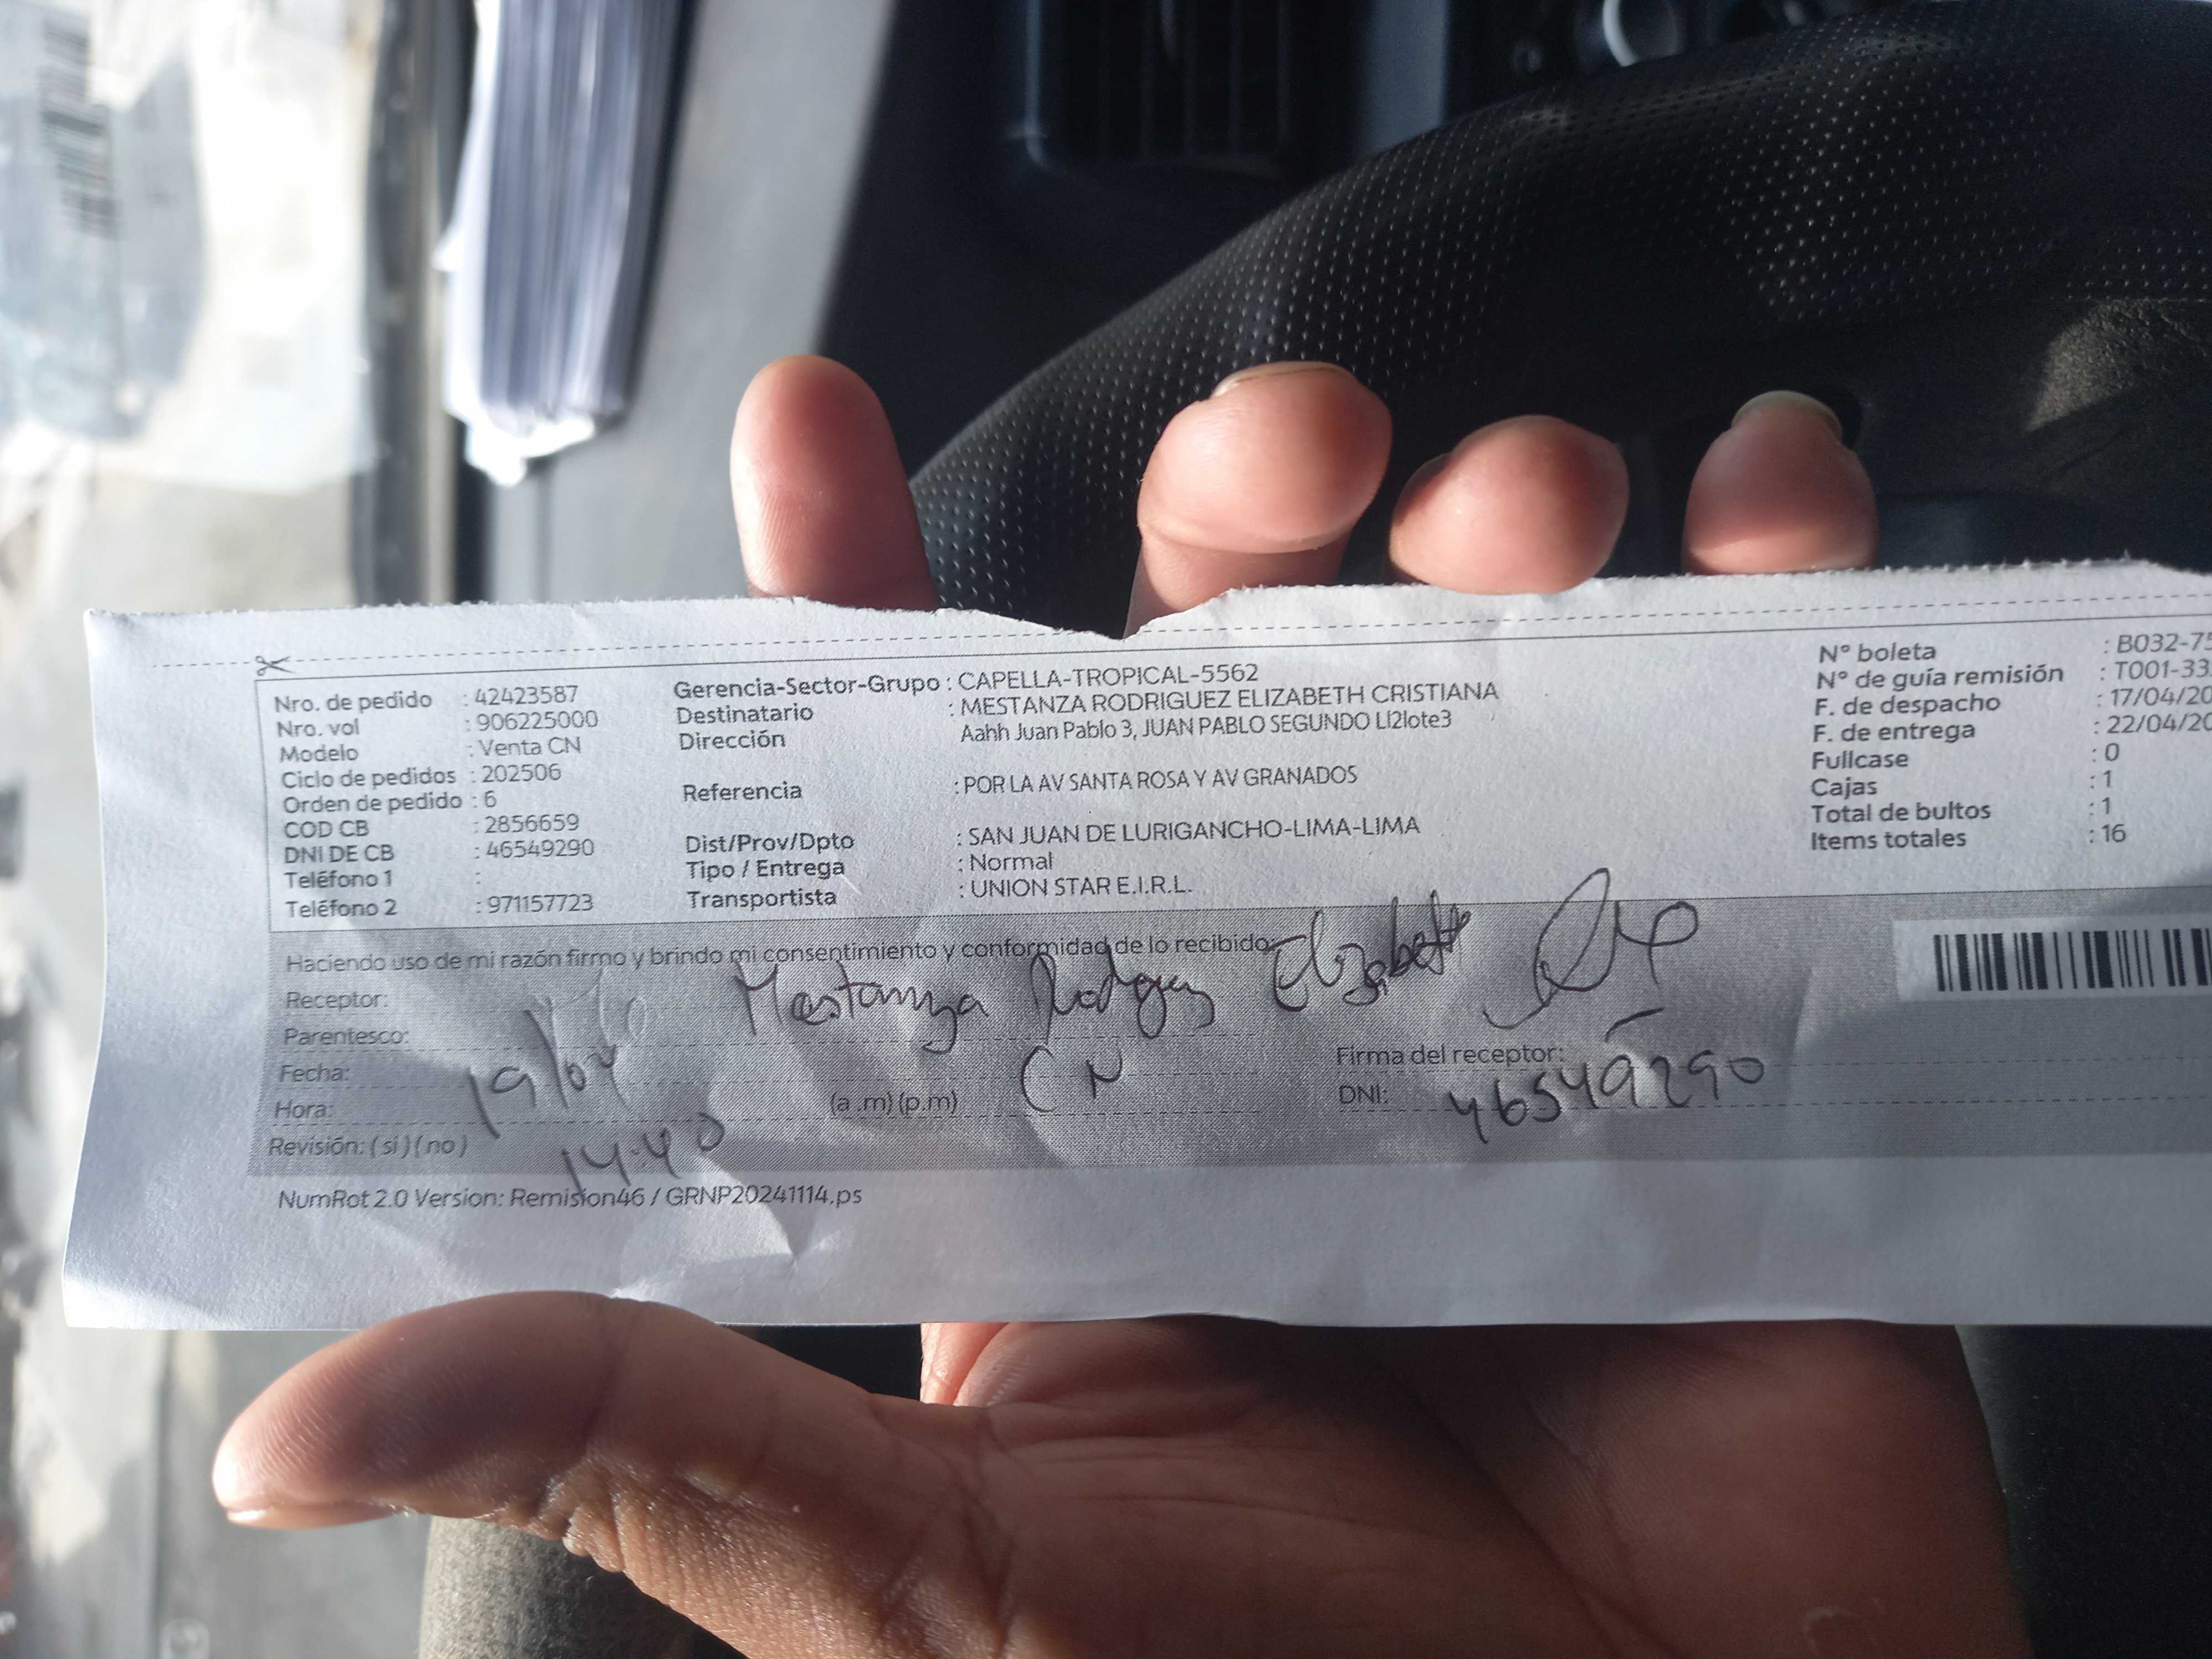 Nro. de pedido : 42423587
Nro. vol : 906225000
Modelo : Venta CN
Ciclo de pedidos : 202506
Orden de pedido : 6
COD CB : 2856659
DNI DE CB : 46549290
Teléfono 1 :
Teléfono 2 : 971157723
Gerencia-Sector-Grupo : CAPELLA-TROPICAL-5562
Destinatario : MESTANZA RODRIGUEZ ELIZABETH CRISTIANA
Dirección Aahh Juan Pablo 3, JUAN PABLO SEGUNDO Ll2lote3
Referencia : POR LA AV SANTA ROSA Y AV GRANADOS
Dist/Prov/Dpto : SAN JUAN DE LURIGANCHO-LIMA-LIMA
Tipo / Entrega : Normal
Transportista : UNION STAR E.I.R.L.
N° boleta : B032-75
N° de guía remisión : T001-33
F. de despacho : 17/04/20
F. de entrega : 22/04/20
Fullcase : 0
Cajas : 1
Total de bultos : 1
Items totales : 16
Haciendo uso de mi razón firmo y brindo mi consentimiento y conformidad de lo recibido:
Receptor: Mestanza Rodguez Elizabeth
Parentesco:
Fecha: 19/04 CN
Hora: (a .m) (p.m)
14:40
Firma del receptor:
DNI: 46549290
Revisión: ( si ) ( no )
NumRot 2.0 Version: Remision46 / GRNP20241114.ps